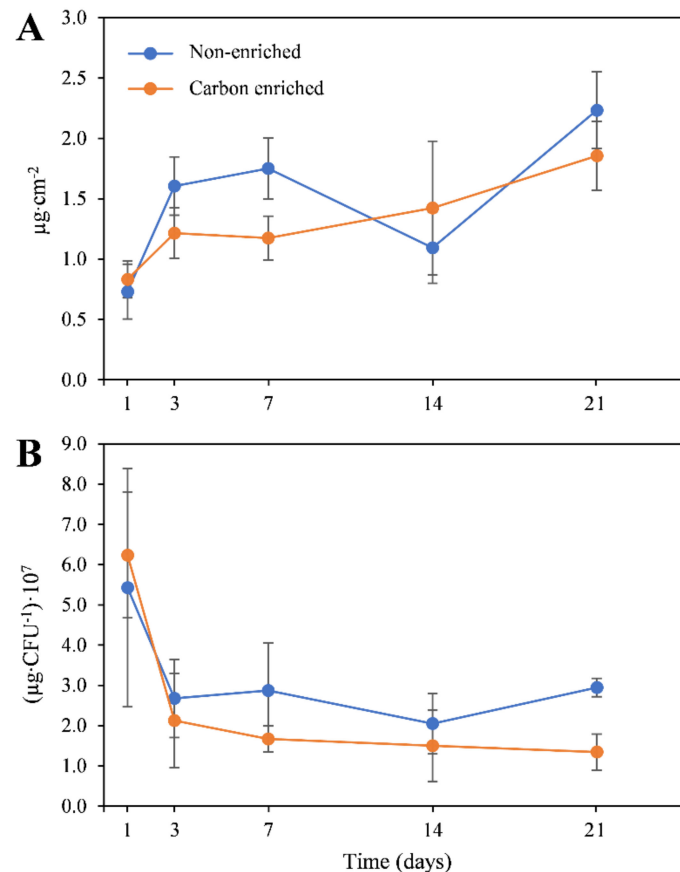 A
3.0
2.5
2.0
1.5
1.0
0.5
0.0
µg·cm⁻²
Non-enriched
Carbon enriched
1 3 7 14 21
B
9.0
8.0
7.0
6.0
5.0
4.0
3.0
2.0
1.0
0.0
(µg·CFU⁻¹)·10⁷
1 3 7 14 21
Time (days)